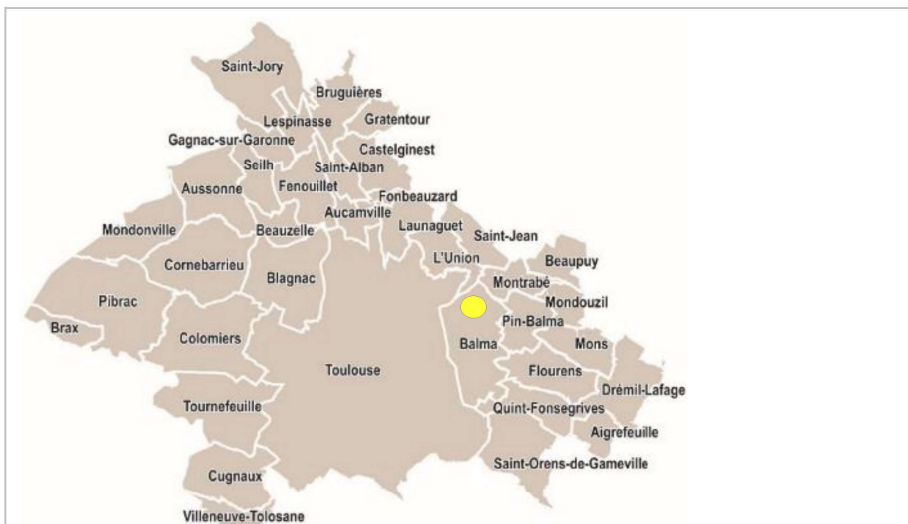 Saint-Jory
Bruguières
Lespinasse
Gratentour
Gagnac-sur-Garonne
Castelginest
Seilh
Saint-Alban
Aussonne
Fenouillet
Fonbeauzard
Aucamville
Mondonville
Beauzelle
Launaguet
Saint-Jean
Cornebarrieu
L'Union
Beaupuy
Blagnac
Montrabé
Pibrac
Mondouzil
Brax
Pin-Balma
Colomiers
Balma
Mons
Toulouse
Flourens
Drémil-Lafage
Tournefeuille
Quint-Fonsegrives
Aigrefeuille
Saint-Orens-de-Gameville
Cugnaux
Villeneuve-Tolosane